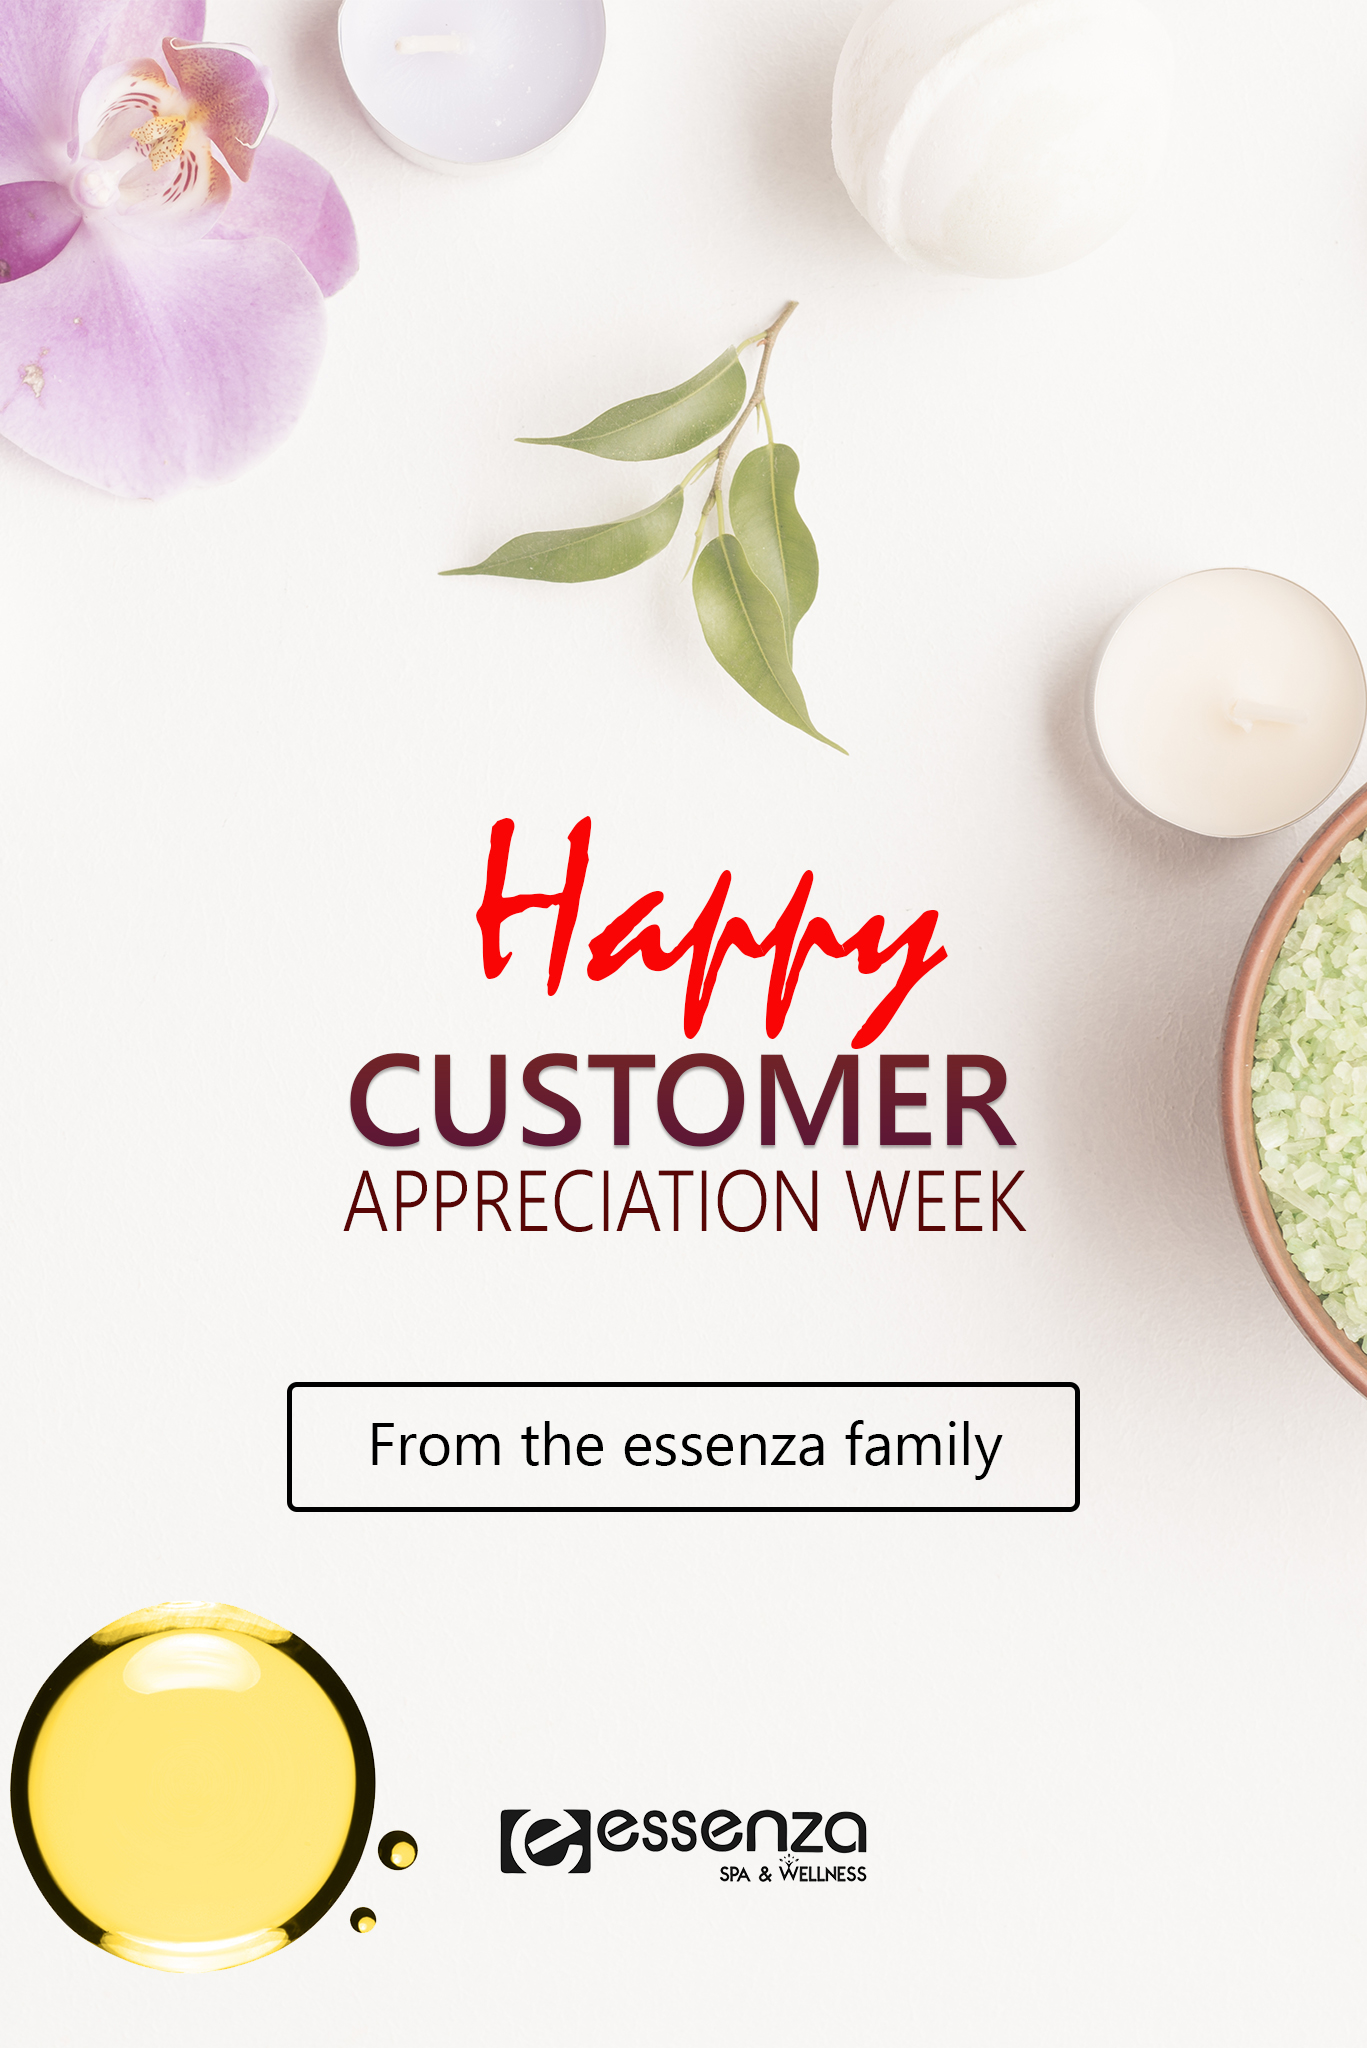 Happy
CUSTOMER
APPRECIATION WEEK
From the essenza family
e essenza
SPA & WELLNESS